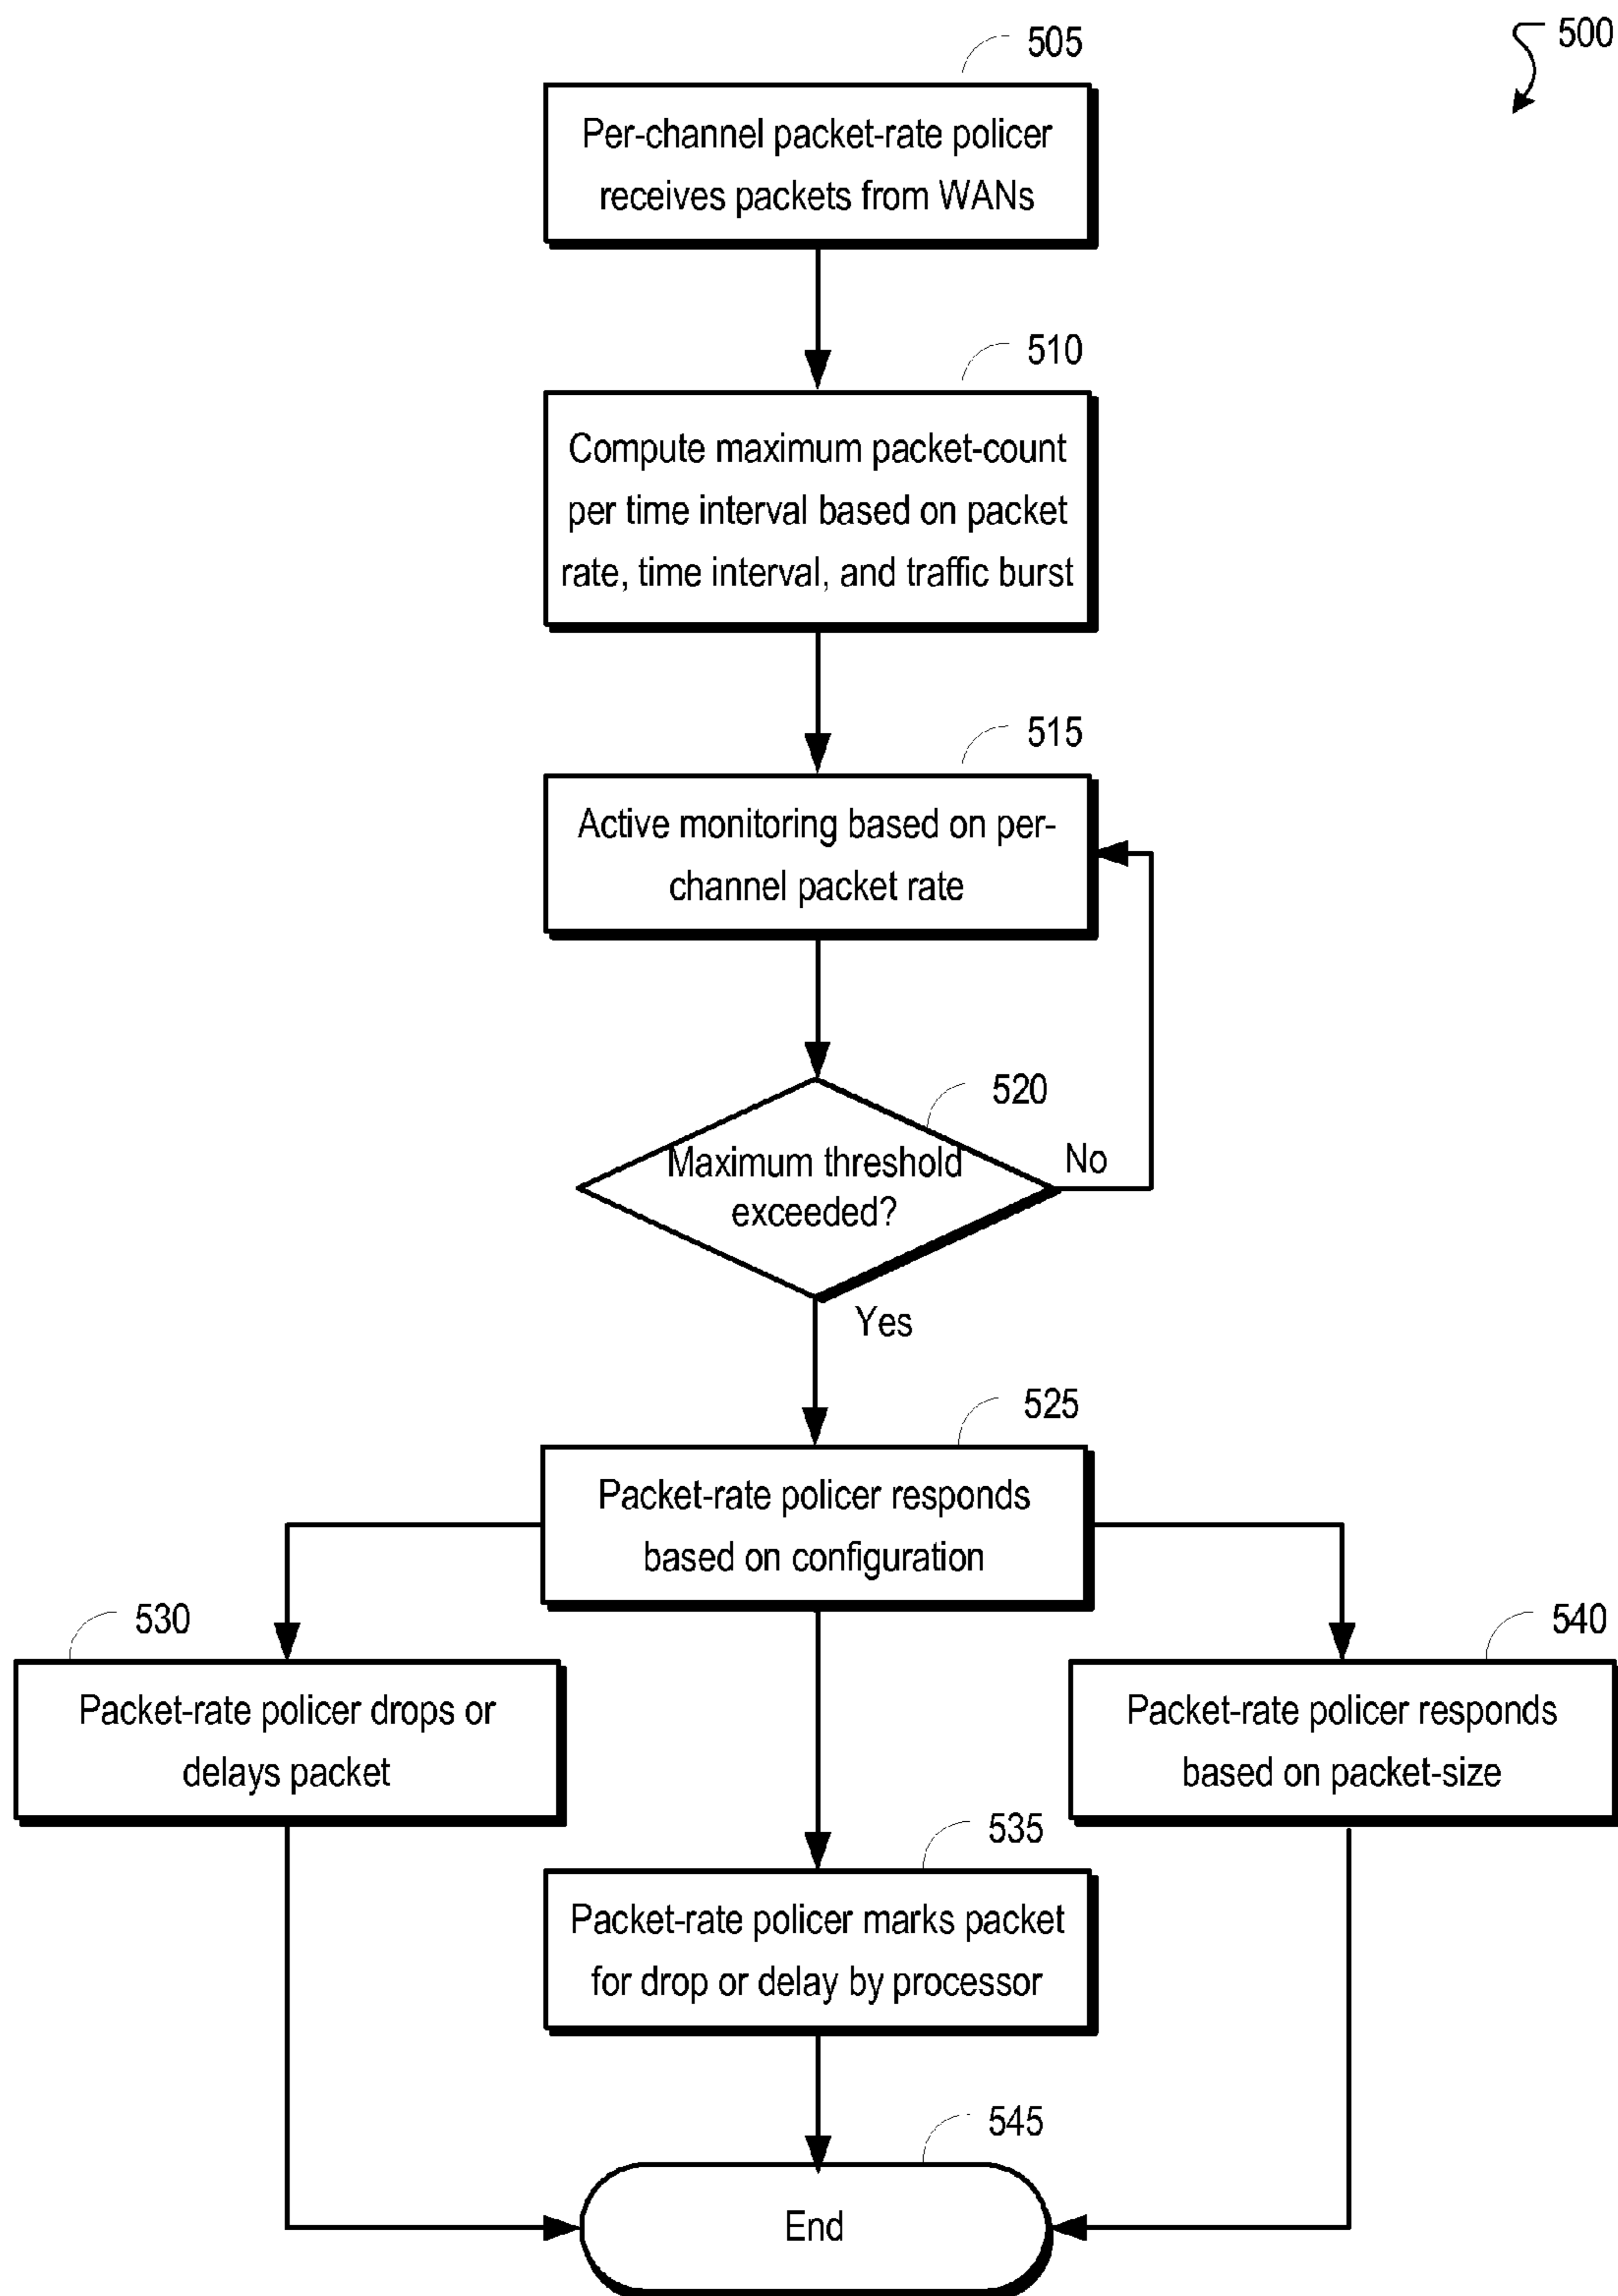 500
505
Per-channel packet-rate policer
receives packets from WANs
510
Compute maximum packet-count
per time interval based on packet
rate, time interval, and traffic burst
515
Active monitoring based on per-
channel packet rate
520
Maximum threshold
exceeded?
No
Yes
525
Packet-rate policer responds
based on configuration
530
Packet-rate policer drops or
delays packet
540
Packet-rate policer responds
based on packet-size
535
Packet-rate policer marks packet
for drop or delay by processor
545
End